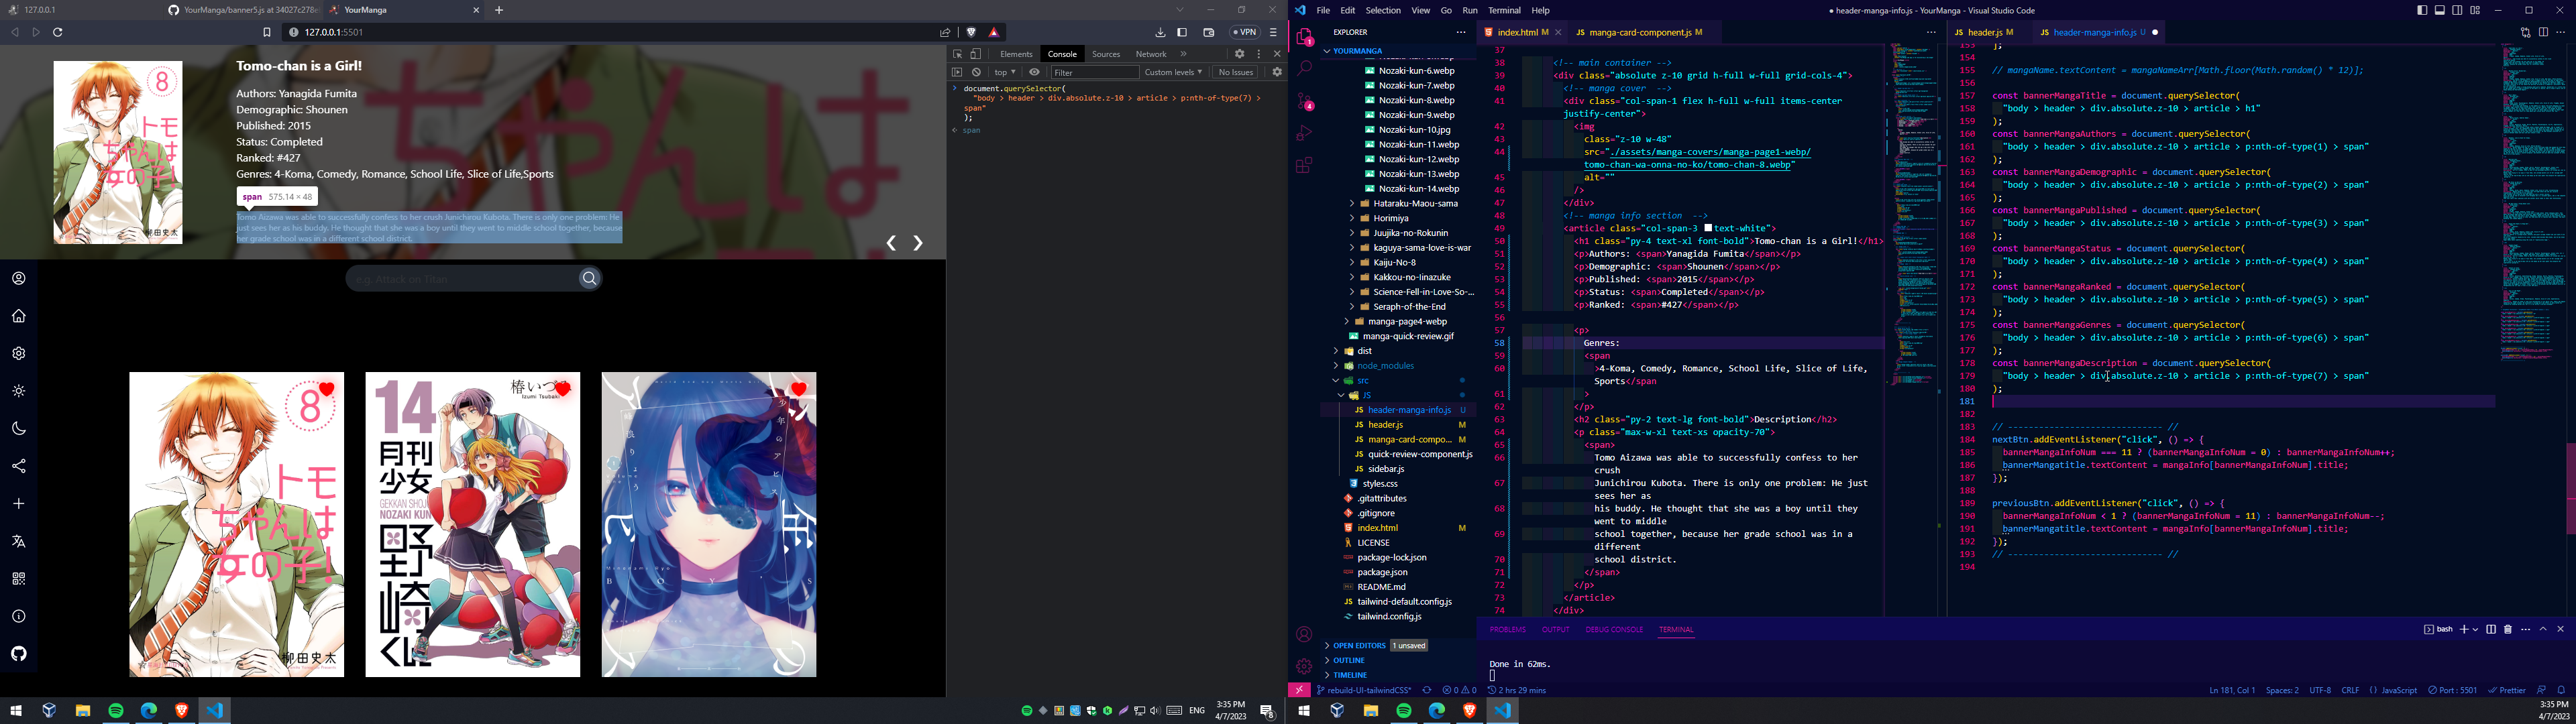 127.0.0.1
YourManga/banner5.js at 34027c278e
YourManga
127.0.0.1:5501
VPN
Tomo-chan is a Girl!
Authors: Yanagida Fumita
Demographic: Shounen
Published: 2015
Status: Completed
Ranked: #427
Genres: 4-Koma, Comedy, Romance, School Life, Slice of Life,Sports
span 575.14 × 48
Tomo Aizawa was able to successfully confess to her crush Junichirou Kubota. There is only one problem: He
just sees her as his buddy. He thought that she was a boy until they went to middle school together, because
her grade school was in a different school district.
e.g. Attack on Titan
8
トモ
ちゃんは
女の子!
柳田史太
14
月刊
少女
GEKKAN SHOJO
NOZAKI KUN
野崎くん
椿いづみ
Izumi Tsubaki
Elements
Console
Sources
Network
top
Filter
Custom levels
No Issues
document.querySelector(
"body > header > div.absolute.z-10 > article > p:nth-of-type(7) >
span"
);
span
File Edit Selection View Go Run Terminal Help
header-manga-info.js - YourManga - Visual Studio Code
EXPLORER
YOURMANGA
Nozaki-kun-6.webp
Nozaki-kun-7.webp
Nozaki-kun-8.webp
Nozaki-kun-9.webp
Nozaki-kun-10.jpg
Nozaki-kun-11.webp
Nozaki-kun-12.webp
Nozaki-kun-13.webp
Nozaki-kun-14.webp
Hataraku-Maou-sama
Horimiya
Juujika-no-Rokunin
kaguya-sama-love-is-war
Kaiju-No-8
Kakkou-no-Iinazuke
Science-Fell-in-Love-So-...
Seraph-of-the-End
manga-page4-webp
manga-quick-review.gif
dist
node_modules
src
JS
header-manga-info.js U
header.js M
manga-card-compo... M
quick-review-component.js
sidebar.js
styles.css
.gitattributes
.gitignore
index.html M
LICENSE
package-lock.json
package.json
README.md
tailwind-default.config.js
tailwind.config.js
OPEN EDITORS 1 unsaved
OUTLINE
TIMELINE
index.html M
manga-card-component.js M
37
38 <!-- main container -->
39 <div class="absolute z-10 grid h-full w-full grid-cols-4">
40 <!-- manga cover -->
41 <div class="col-span-1 flex h-full w-full items-center
justify-center">
42 <img
43 class="z-10 w-48"
44 src="./assets/manga-covers/manga-page1-webp/
tomo-chan-wa-onna-no-ko/tomo-chan-8.webp"
45 alt=""
46 />
47 </div>
48 <!-- manga info section -->
49 <article class="col-span-3 text-white">
50 <h1 class="py-4 text-xl font-bold">Tomo-chan is a Girl!</h1>
51 <p>Authors: <span>Yanagida Fumita</span></p>
52 <p>Demographic: <span>Shounen</span></p>
53 <p>Published: <span>2015</span></p>
54 <p>Status: <span>Completed</span></p>
55 <p>Ranked: <span>#427</span></p>
56
57 <p>
58 Genres:
59 <span
60 >4-Koma, Comedy, Romance, School Life, Slice of Life,
Sports</span
61 >
62 </p>
63 <h2 class="py-2 text-lg font-bold">Description</h2>
64 <p class="max-w-xl text-xs opacity-70">
65 <span>
66 Tomo Aizawa was able to successfully confess to her
crush
67 Junichirou Kubota. There is only one problem: He just
sees her as
68 his buddy. He thought that she was a boy until they
went to middle
69 school together, because her grade school was in a
different
70 school district.
71 </span>
72 </p>
73 </article>
74 </div>
header.js M
header-manga-info.js U
153 ];
154
155 // mangaName.textContent = mangaNameArr[Math.floor(Math.random() * 12)];
156
157 const bannerMangaTitle = document.querySelector(
158 "body > header > div.absolute.z-10 > article > h1"
159 );
160 const bannerMangaAuthors = document.querySelector(
161 "body > header > div.absolute.z-10 > article > p:nth-of-type(1) > span"
162 );
163 const bannerMangaDemographic = document.querySelector(
164 "body > header > div.absolute.z-10 > article > p:nth-of-type(2) > span"
165 );
166 const bannerMangaPublished = document.querySelector(
167 "body > header > div.absolute.z-10 > article > p:nth-of-type(3) > span"
168 );
169 const bannerMangaStatus = document.querySelector(
170 "body > header > div.absolute.z-10 > article > p:nth-of-type(4) > span"
171 );
172 const bannerMangaRanked = document.querySelector(
173 "body > header > div.absolute.z-10 > article > p:nth-of-type(5) > span"
174 );
175 const bannerMangaGenres = document.querySelector(
176 "body > header > div.absolute.z-10 > article > p:nth-of-type(6) > span"
177 );
178 const bannerMangaDescription = document.querySelector(
179 "body > header > div.absolute.z-10 > article > p:nth-of-type(7) > span"
180 );
181
182
183 // ------------------------------ //
184 nextBtn.addEventListener("click", () => {
185 bannerMangaInfoNum === 11 ? (bannerMangaInfoNum = 0) : bannerMangaInfoNum++;
186 bannerMangatitle.textContent = mangaInfo[bannerMangaInfoNum].title;
187 });
188
189 previousBtn.addEventListener("click", () => {
190 bannerMangaInfoNum < 1 ? (bannerMangaInfoNum = 11) : bannerMangaInfoNum--;
191 bannerMangatitle.textContent = mangaInfo[bannerMangaInfoNum].title;
192 });
193 // ------------------------------ //
194
PROBLEMS OUTPUT DEBUG CONSOLE TERMINAL
bash
Done in 62ms.
rebuild-UI-tailwindCSS*
0 0
2 hrs 29 mins
Ln 181, Col 1 Spaces: 2 UTF-8 CRLF {} JavaScript Port : 5501 Prettier
ENG
3:35 PM
4/7/2023
3:35 PM
4/7/2023